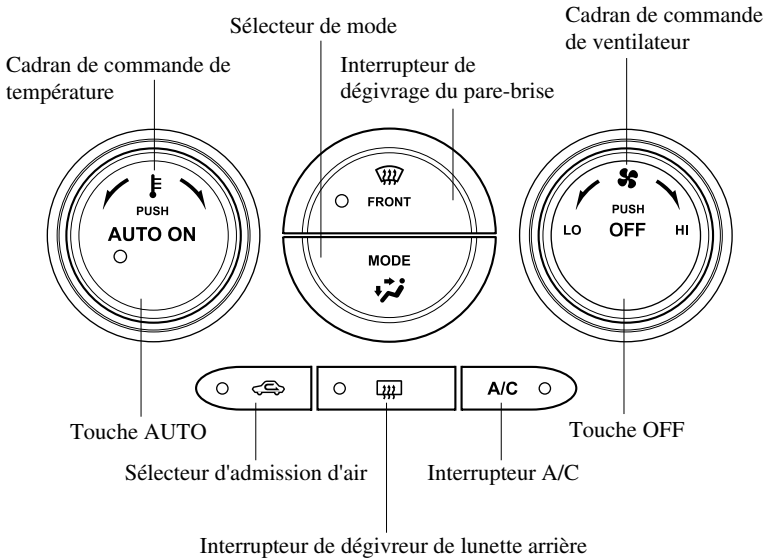 Sélecteur de mode
Cadran de commande
de ventilateur
Cadran de commande de
température
Interrupteur de
dégivrage du pare-brise
PUSH
AUTO ON
FRONT
MODE
PUSH
LO
OFF
HI
A/C
Touche AUTO
Touche OFF
Sélecteur d'admission d'air
Interrupteur A/C
Interrupteur de dégivreur de lunette arrière